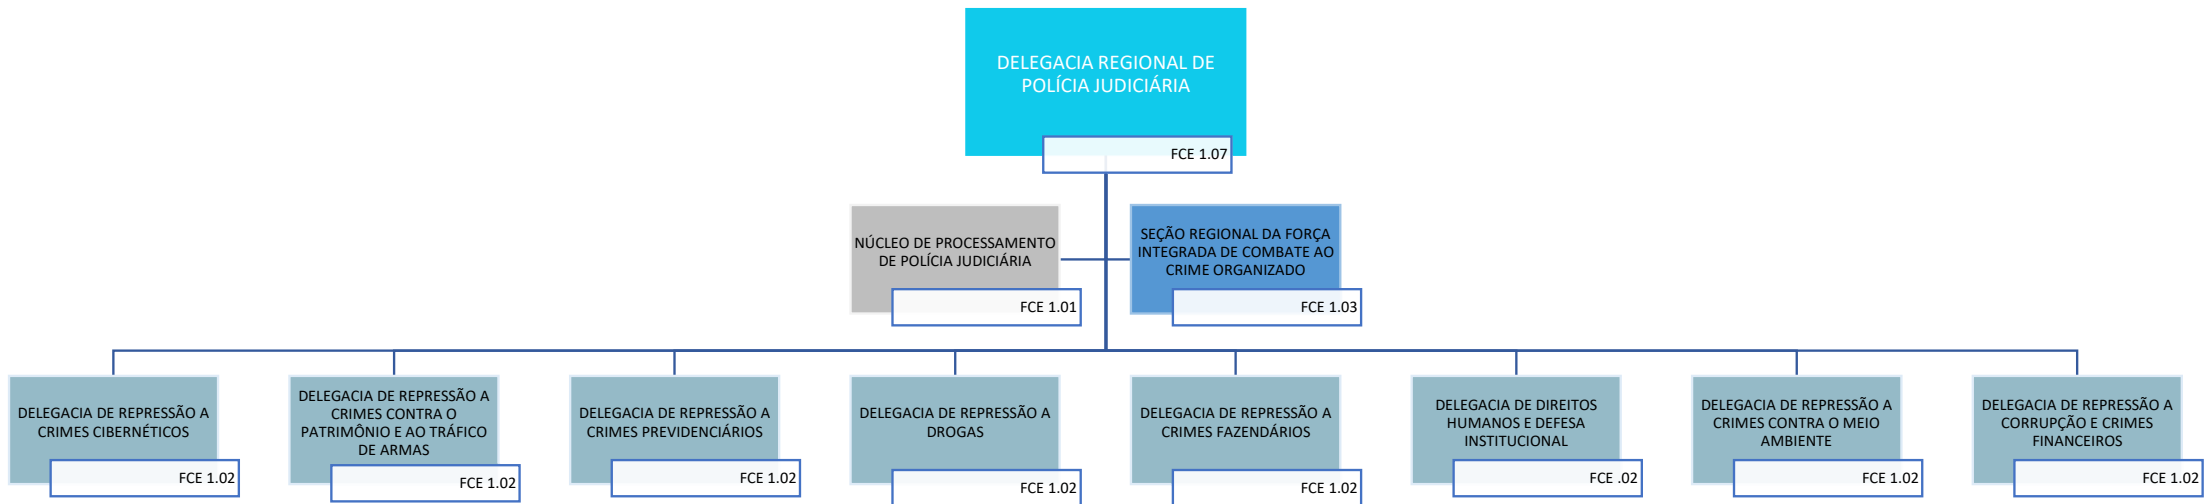 DELEGACIA REGIONAL DE
POLÍCIA JUDICIÁRIA
FCE 1.07
NÚCLEO DE PROCESSAMENTO
DE POLÍCIA JUDICIÁRIA
FCE 1.01
SEÇÃO REGIONAL DA FORÇA
INTEGRADA DE COMBATE AO
CRIME ORGANIZADO
FCE 1.03
DELEGACIA DE REPRESSÃO A
CRIMES CIBERNÉTICOS
FCE 1.02
DELEGACIA DE REPRESSÃO A
CRIMES CONTRA O
PATRIMÔNIO E AO TRÁFICO
DE ARMAS
FCE 1.02
DELEGACIA DE REPRESSÃO A
CRIMES PREVIDENCIÁRIOS
FCE 1.02
DELEGACIA DE REPRESSÃO A
DROGAS
FCE 1.02
DELEGACIA DE REPRESSÃO A
CRIMES FAZENDÁRIOS
FCE 1.02
DELEGACIA DE DIREITOS
HUMANOS E DEFESA
INSTITUCIONAL
FCE .02
DELEGACIA DE REPRESSÃO A
CRIMES CONTRA O MEIO
AMBIENTE
FCE 1.02
DELEGACIA DE REPRESSÃO A
CORRUPÇÃO E CRIMES
FINANCEIROS
FCE 1.02